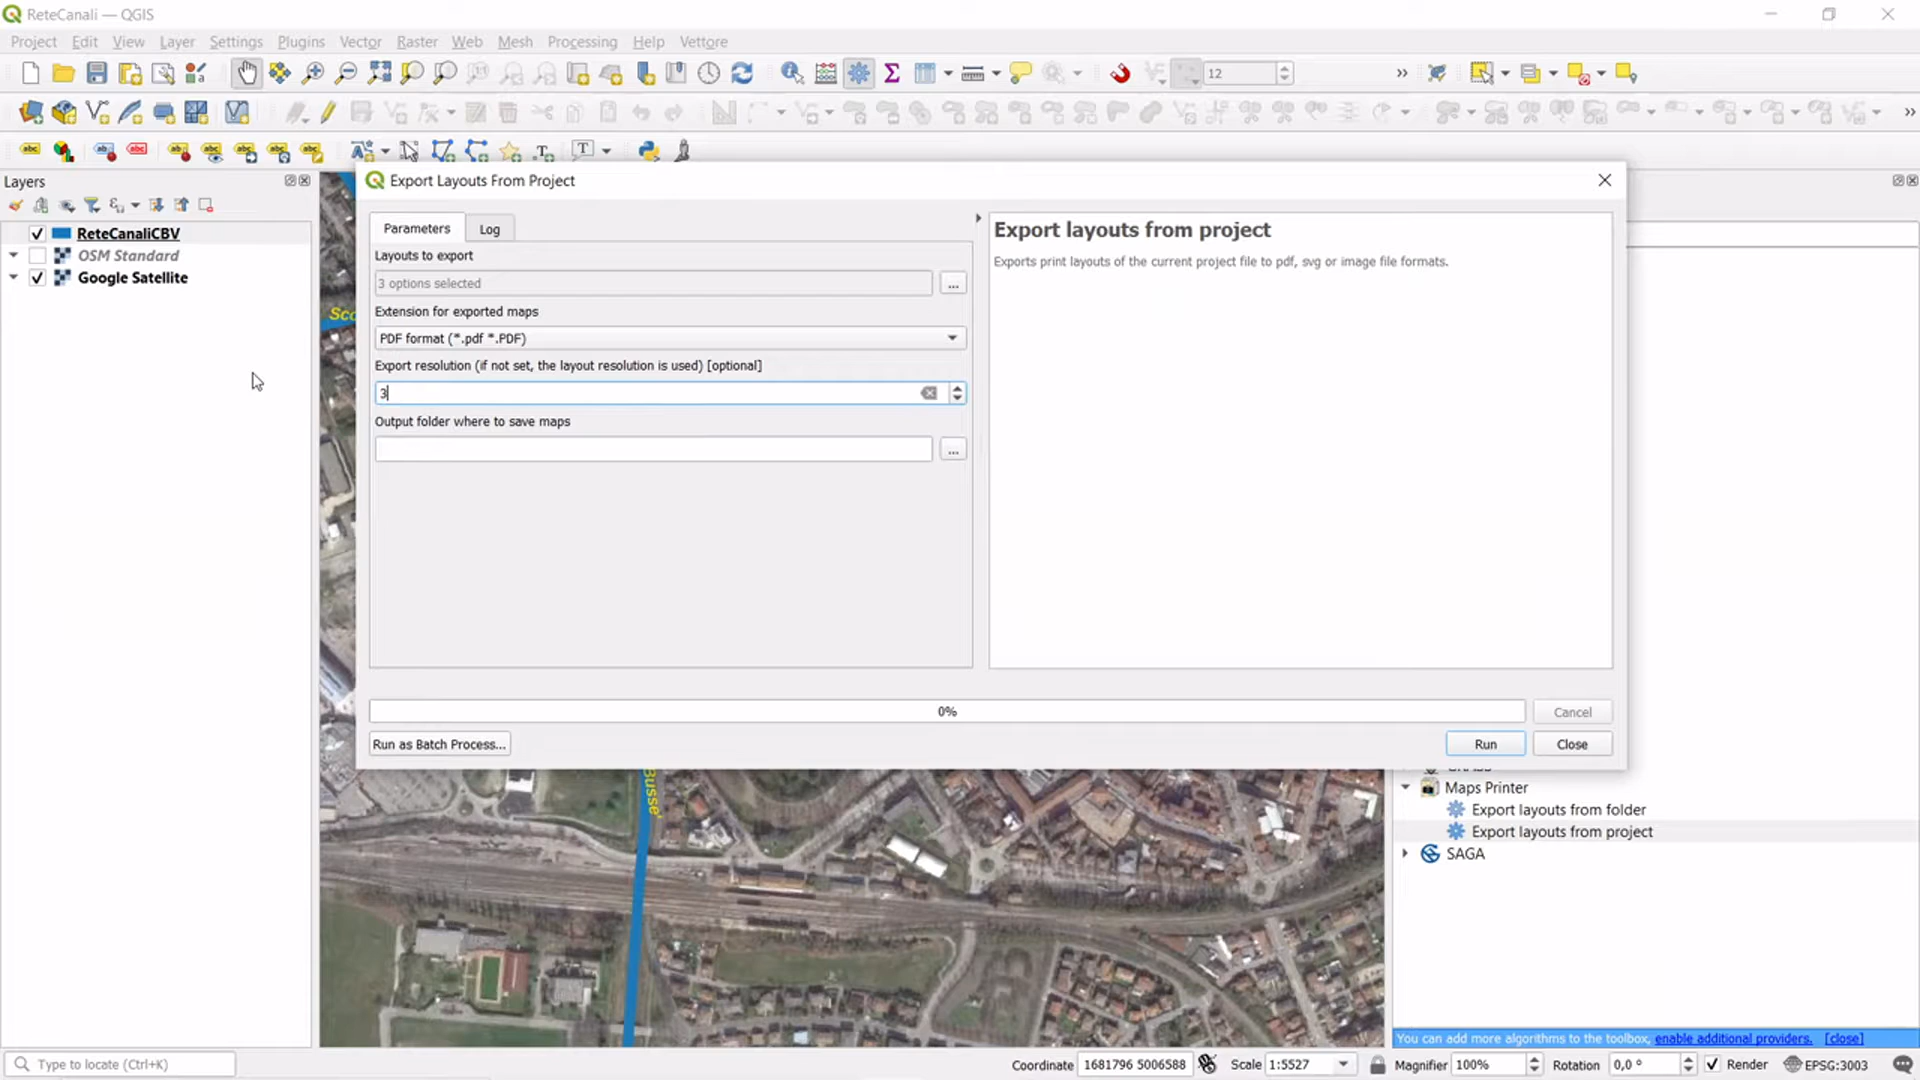 ReteCanali — QGIS
Project Edit View Layer Settings Plugins Vector Raster Web Mesh Processing Help Vettore
12
Layers
ReteCanaliCBV
OSM Standard
Google Satellite
Export Layouts From Project
Parameters Log
Layouts to export
3 options selected
...
Extension for exported maps
PDF format (*.pdf *.PDF)
Export resolution (if not set, the layout resolution is used) [optional]
3
Output folder where to save maps
...
Export layouts from project
Exports print layouts of the current project file to pdf, svg or image file formats.
0%
Cancel
Run as Batch Process...
Run
Close
Busse'
Maps Printer
Export layouts from folder
Export layouts from project
SAGA
You can add more algorithms to the toolbox, enable additional providers. [close]
Type to locate (Ctrl+K)
Coordinate 1681796 5006588 Scale 1:5527 Magnifier 100% Rotation 0,0 ° Render EPSG:3003